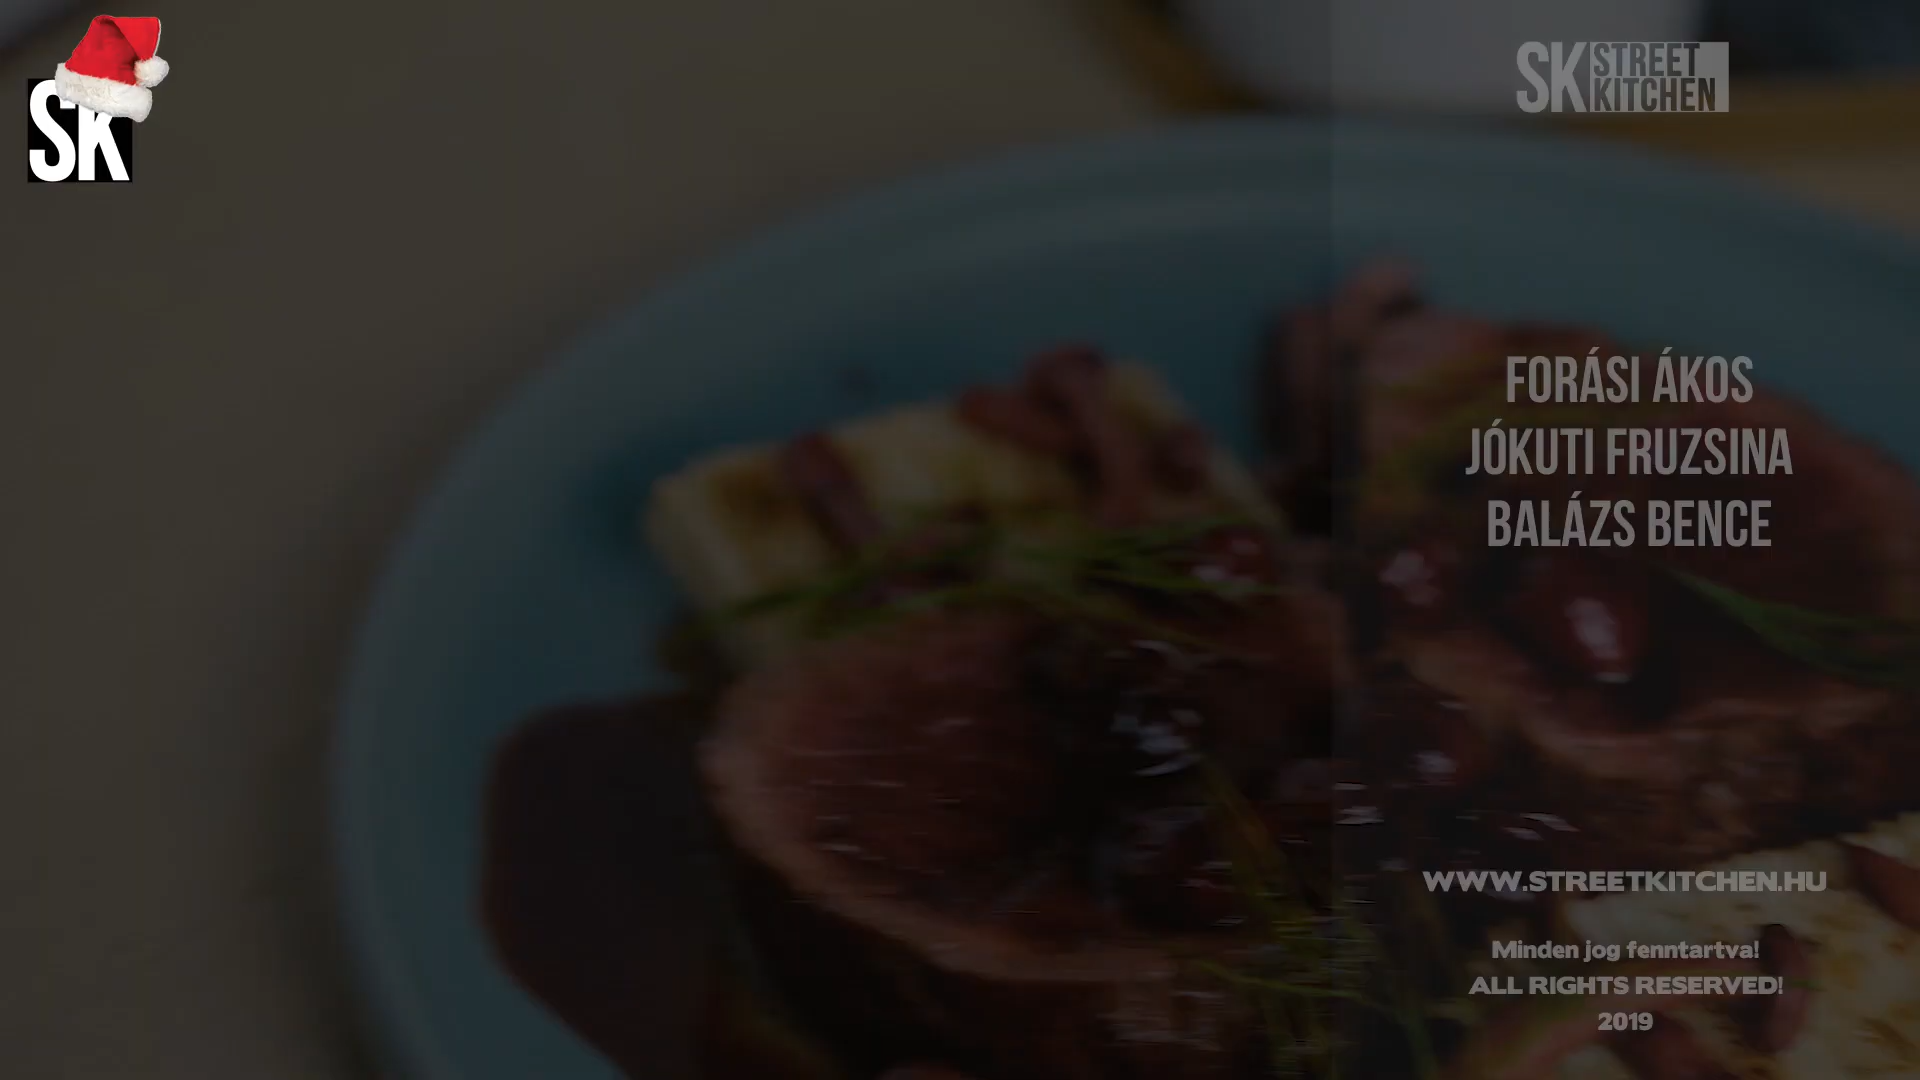 SK
SK STREET
KITCHEN
FORÁSI ÁKOS
JÓKUTI FRUZSINA
BALÁZS BENCE
WWW.STREETKITCHEN.HU
Minden jog fenntartva!
ALL RIGHTS RESERVED!
2019